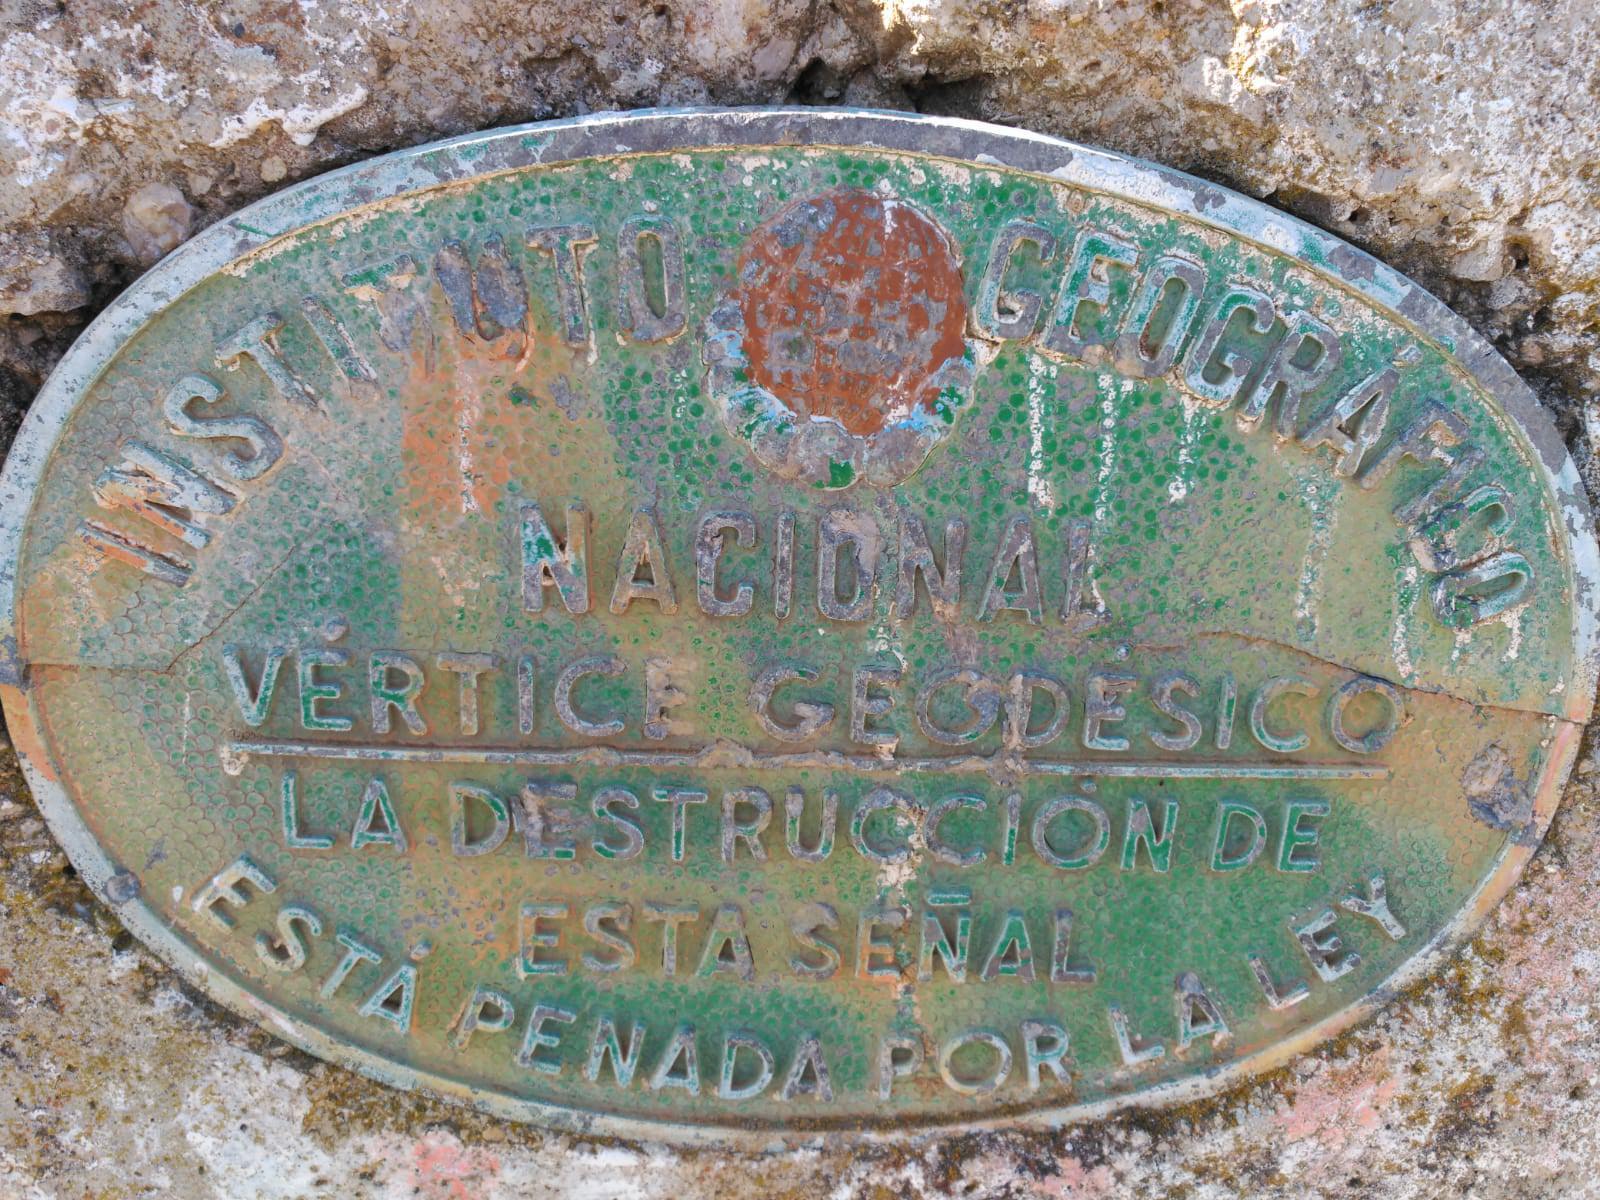 INSTITUTO GEOGRÁFICO
NACIONAL
VÉRTICE GEODÉSICO
LA DESTRUCCIÓN DE
ESTA SEÑAL
ESTÁ PENADA POR LA LEY